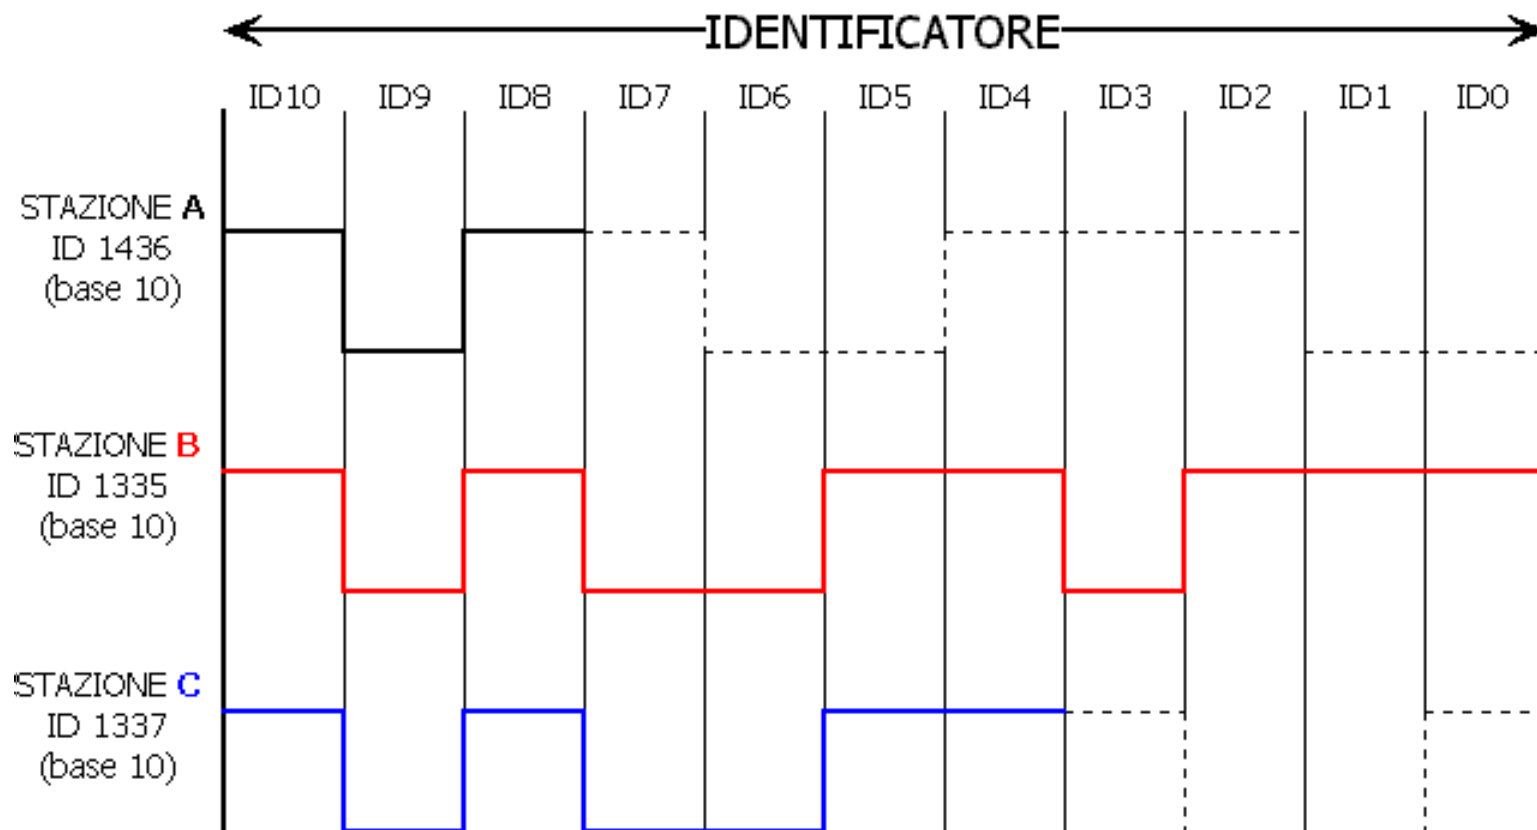 IDENTIFICATORE
ID10 ID9 ID8 ID7 ID6 ID5 ID4 ID3 ID2 ID1 ID0
STAZIONE A
ID 1436
(base 10)
STAZIONE B
ID 1335
(base 10)
STAZIONE C
ID 1337
(base 10)